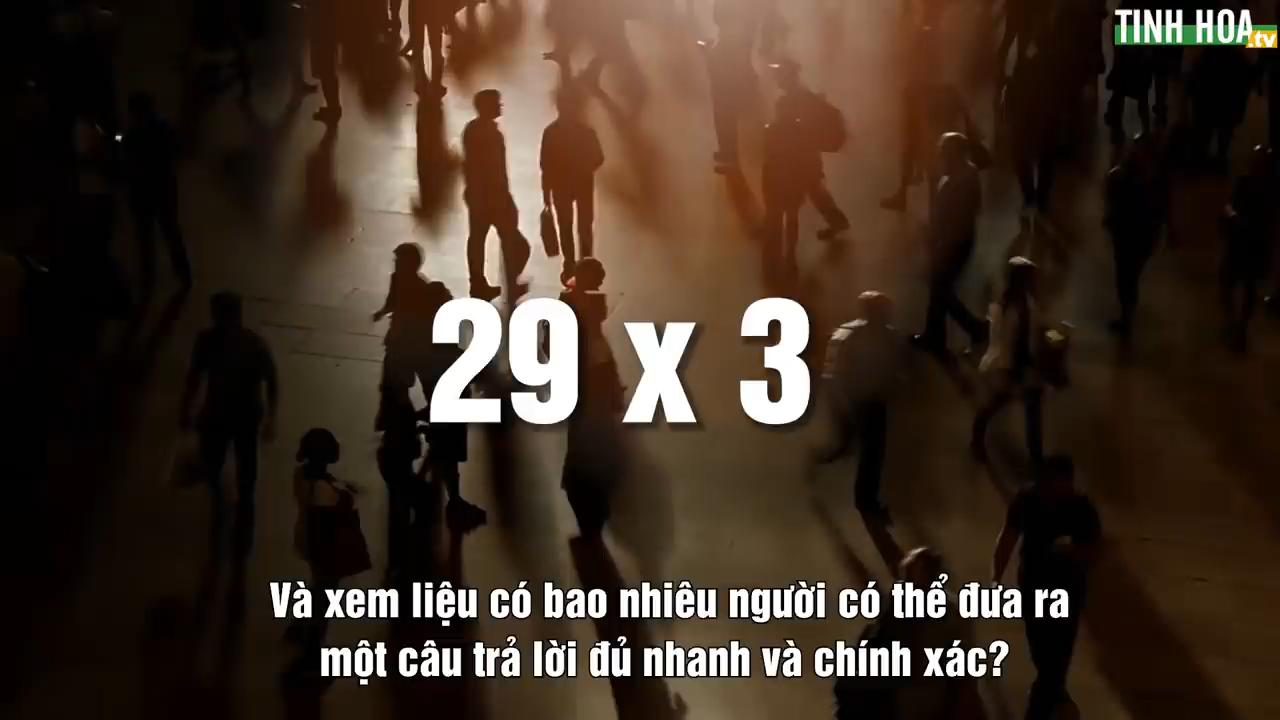 TINH HOA
.tv
29 x 3
Và xem liệu có bao nhiêu người có thể đưa ra
một câu trả lời đủ nhanh và chính xác?